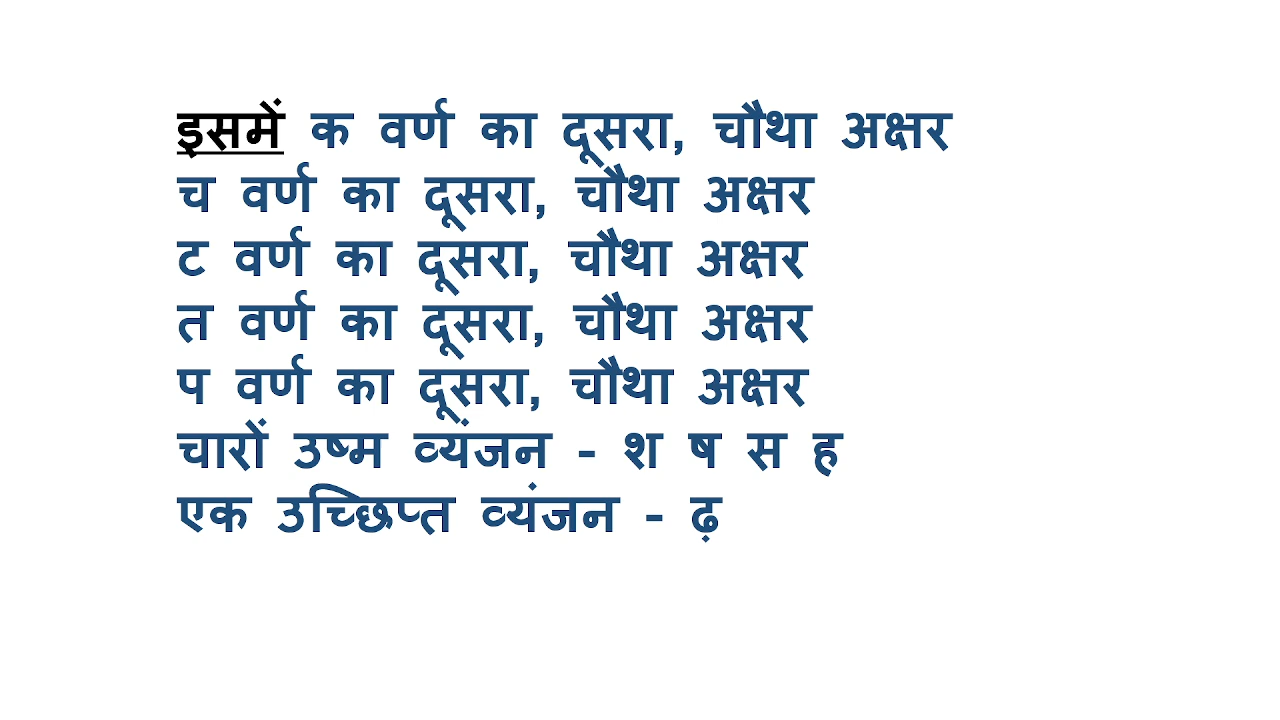 इसमें क वर्ण का दूसरा, चौथा अक्षर
च वर्ण का दूसरा, चौथा अक्षर
ट वर्ण का दूसरा, चौथा अक्षर
त वर्ण का दूसरा, चौथा अक्षर
प वर्ण का दूसरा, चौथा अक्षर
चारों उष्म व्यंजन - श ष स ह
एक उच्छिप्त व्यंजन - ढ़